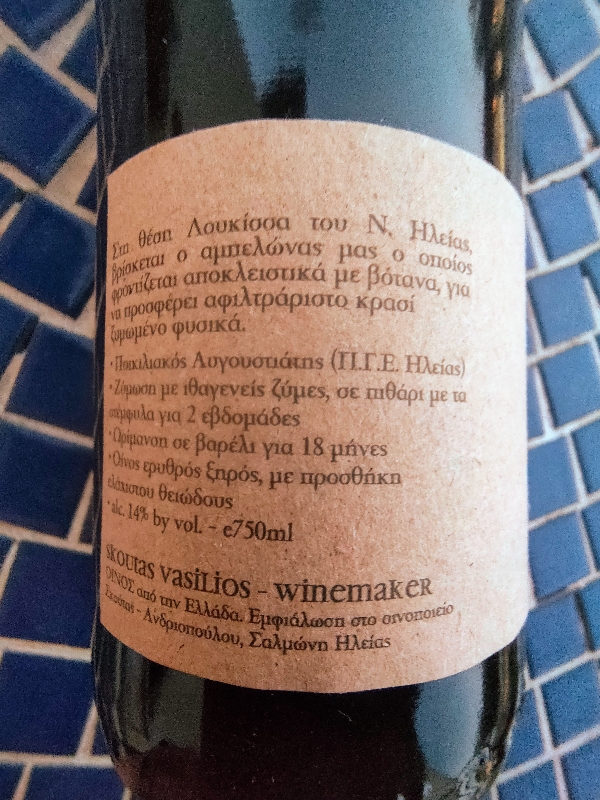 Στη θέση Λουκίσσα του Ν. Ηλείας,
βρίσκεται ο αμπελώνας μας ο οποίος
φροντίζεται αποκλειστικά με βότανα, για
να προσφέρει αφιλτράριστο κρασί
ζυμωμένο φυσικά.
· Ποικιλιακός Αυγουστιάτης (Π.Γ.Ε. Ηλείας)
· Ζύμωση με ιθαγενείς ζύμες, σε πιθάρι με τα
στέμφυλα για 2 εβδομάδες
· Ωρίμανση σε βαρέλι για 18 μήνες
· Οίνος ερυθρός ξηρός, με προσθήκη
ελάχιστου θειώδους
· alc. 14% by vol. - e750ml
skoutas vasilios - winemaker
ΟΙΝΟΣ από την Ελλάδα. Εμφιάλωση στο οινοποιείο
Σκούτας - Ανδριοπούλου, Σαλμώνη Ηλείας